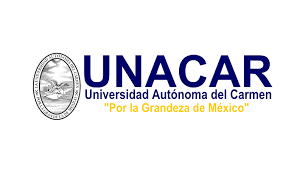 UNACAR
Universidad Autónoma del Carmen
"Por la Grandeza de México"